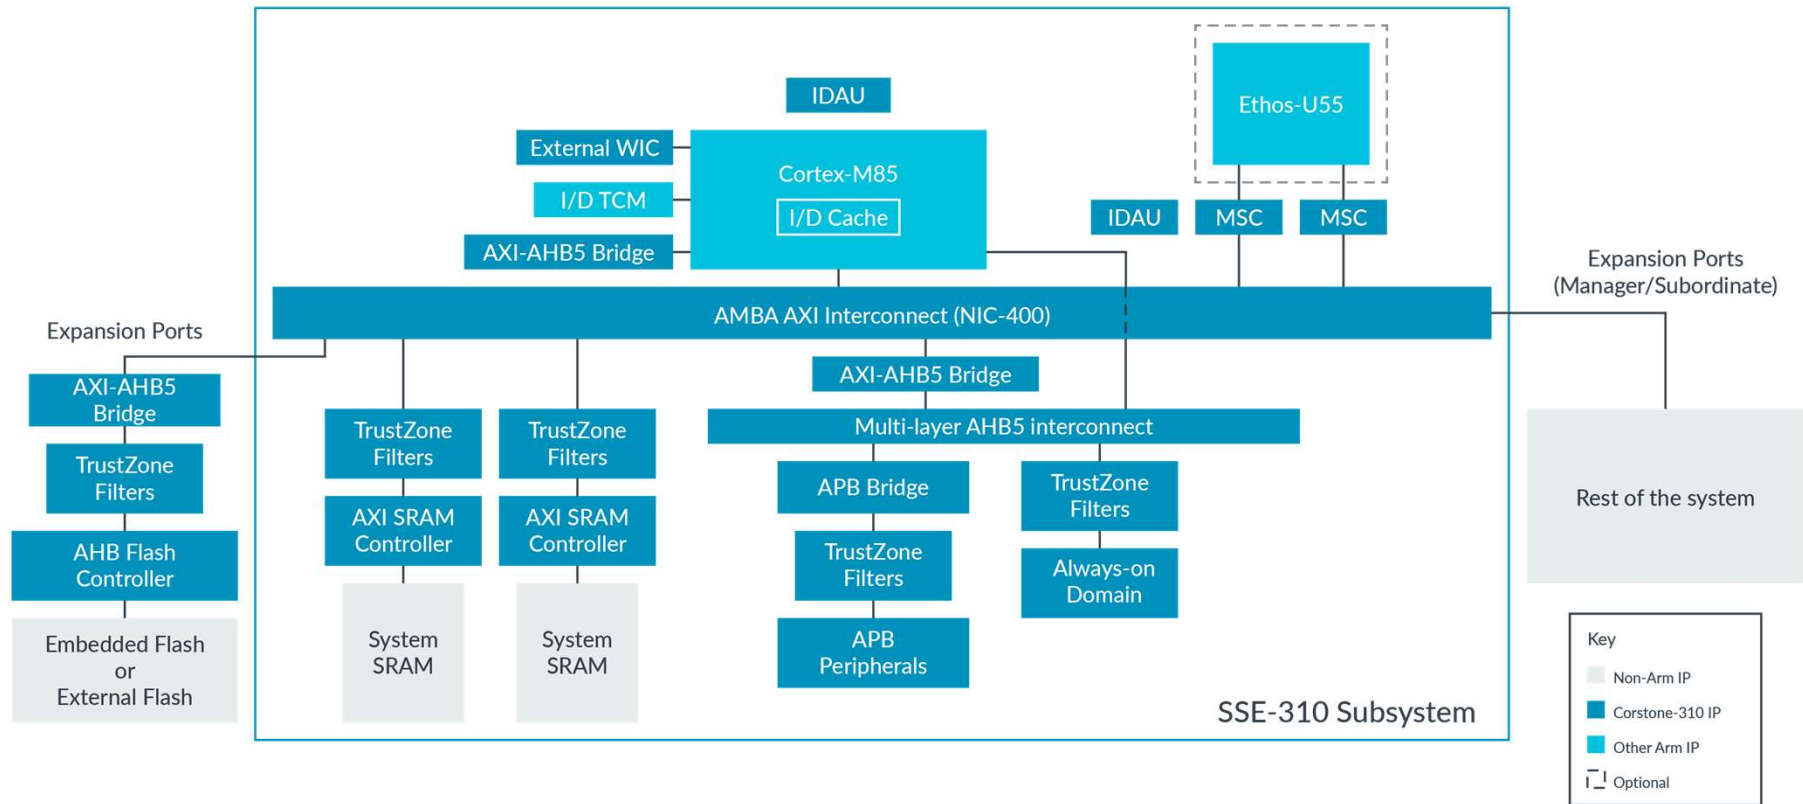 IDAU
Ethos-U55
External WIC
Cortex-M85
I/D TCM
I/D Cache
IDAU
MSC
MSC
AXI-AHB5 Bridge
Expansion Ports
(Manager/Subordinate)
AMBA AXI Interconnect (NIC-400)
Expansion Ports
AXI-AHB5
Bridge
TrustZone
Filters
AHB Flash
Controller
Embedded Flash
or
External Flash
TrustZone
Filters
AXI SRAM
Controller
System
SRAM
TrustZone
Filters
AXI SRAM
Controller
System
SRAM
AXI-AHB5 Bridge
Multi-layer AHB5 interconnect
APB Bridge
TrustZone
Filters
APB
Peripherals
TrustZone
Filters
Always-on
Domain
Rest of the system
SSE-310 Subsystem
Key
Non-Arm IP
Corstone-310 IP
Other Arm IP
Optional